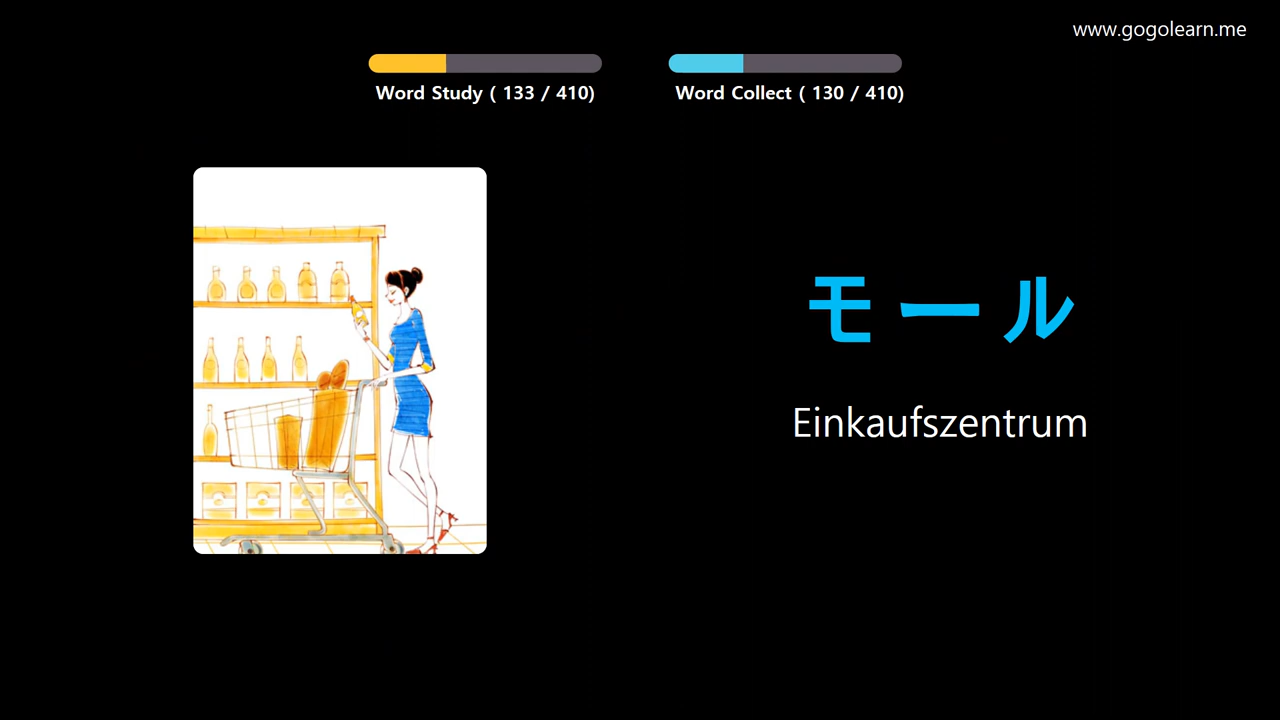 www.gogolearn.me
Word Study ( 133 / 410)
Word Collect ( 130 / 410)
モール
Einkaufszentrum